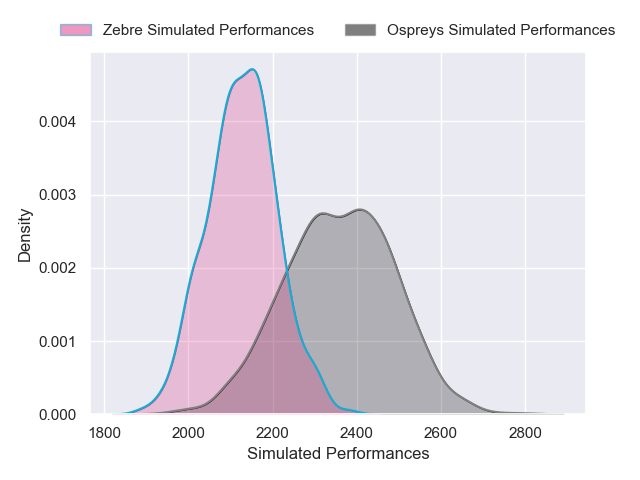 Zebre Simulated Performances
Ospreys Simulated Performances
0.004
0.003
0.002
0.001
0.000
Density
1800 2000 2200 2400 2600 2800
Simulated Performances